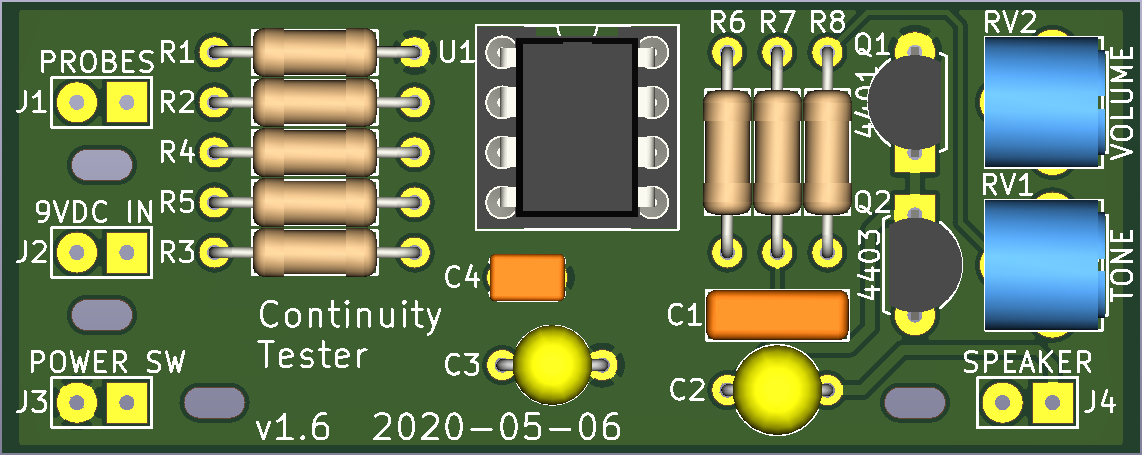 PROBES R1 U1 R6 R7 R8 Q1 RV2
J1 R2 4401 VOLUME
R4
9VDC IN R5 Q2 RV1
J2 R3 C4 4403 TONE
Continuity C1
Tester
POWER SW C3 C2 SPEAKER
J3 J4
v1.6 2020-05-06